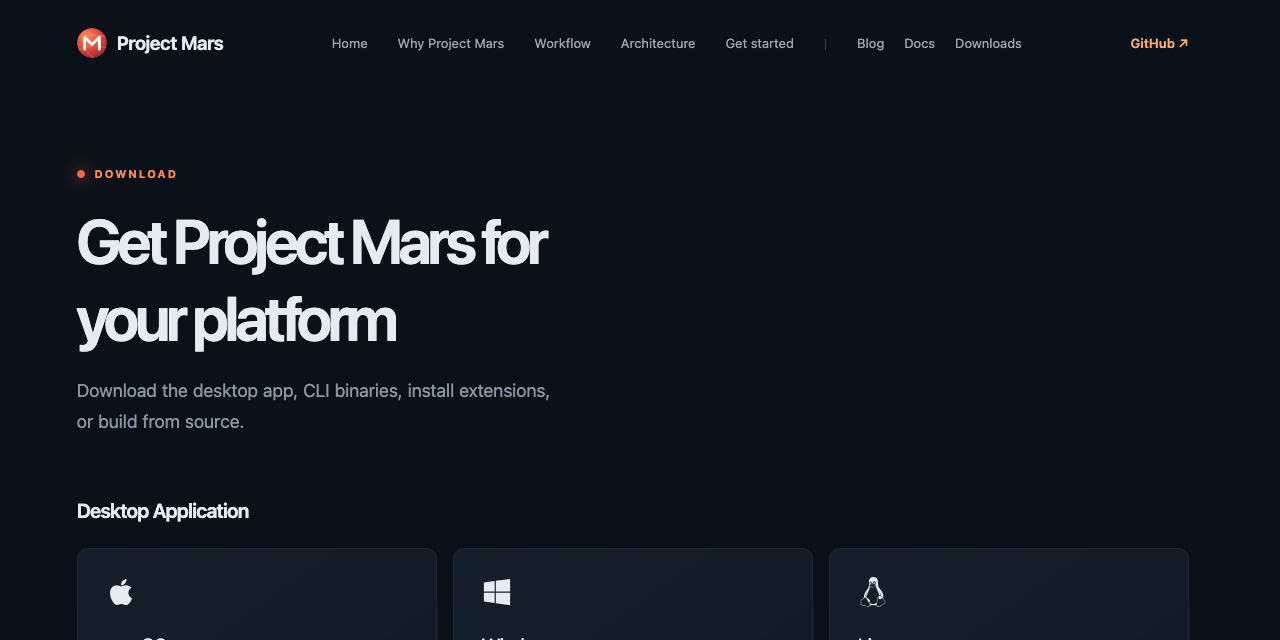 Project Mars
Home Why Project Mars Workflow Architecture Get started | Blog Docs Downloads
GitHub ↗
DOWNLOAD
Get Project Mars for
your platform
Download the desktop app, CLI binaries, install extensions,
or build from source.
Desktop Application